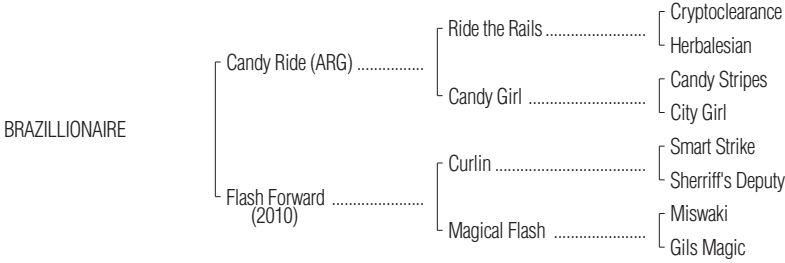 BRAZILLIONAIRE
Candy Ride (ARG) ................
Flash Forward ......................
(2010)
Ride the Rails ........................
Candy Girl ............................
Curlin ....................................
Magical Flash ......................
Cryptoclearance
Herbalesian
Candy Stripes
City Girl
Smart Strike
Sherriff's Deputy
Miswaki
Gils Magic